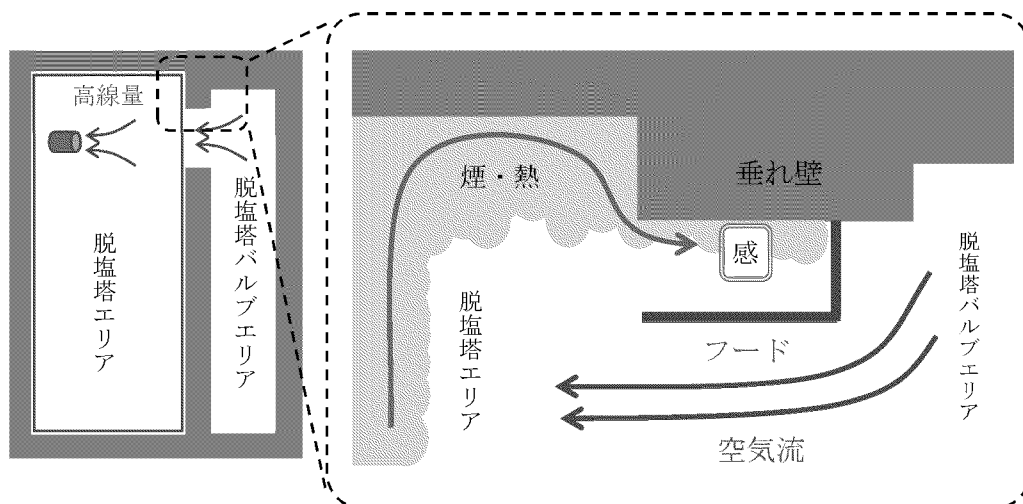 高線量
脱塩塔エリア
脱塩塔バルブエリア
煙・熱
垂れ壁
感
脱塩塔エリア
フード
空気流
脱塩塔バルブエリア